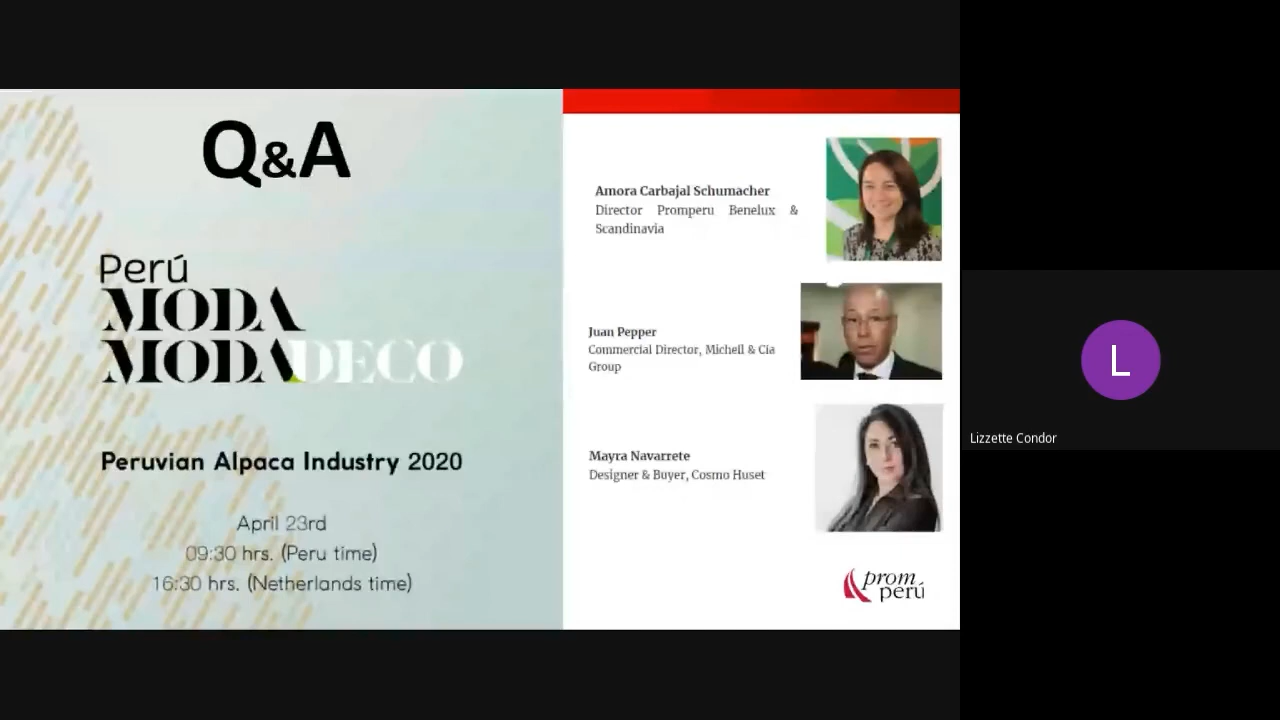 Q&A
Perú
MODA
MODADECO
Peruvian Alpaca Industry 2020
April 23rd
09:30 hrs. (Peru time)
16:30 hrs. (Netherlands time)
Amora Carbajal Schumacher
Director Promperu Benelux &
Scandinavia
Juan Pepper
Commercial Director, Michell & Cia
Group
Mayra Navarrete
Designer & Buyer, Cosmo Huset
prom
perú
L
Lizzette Condor